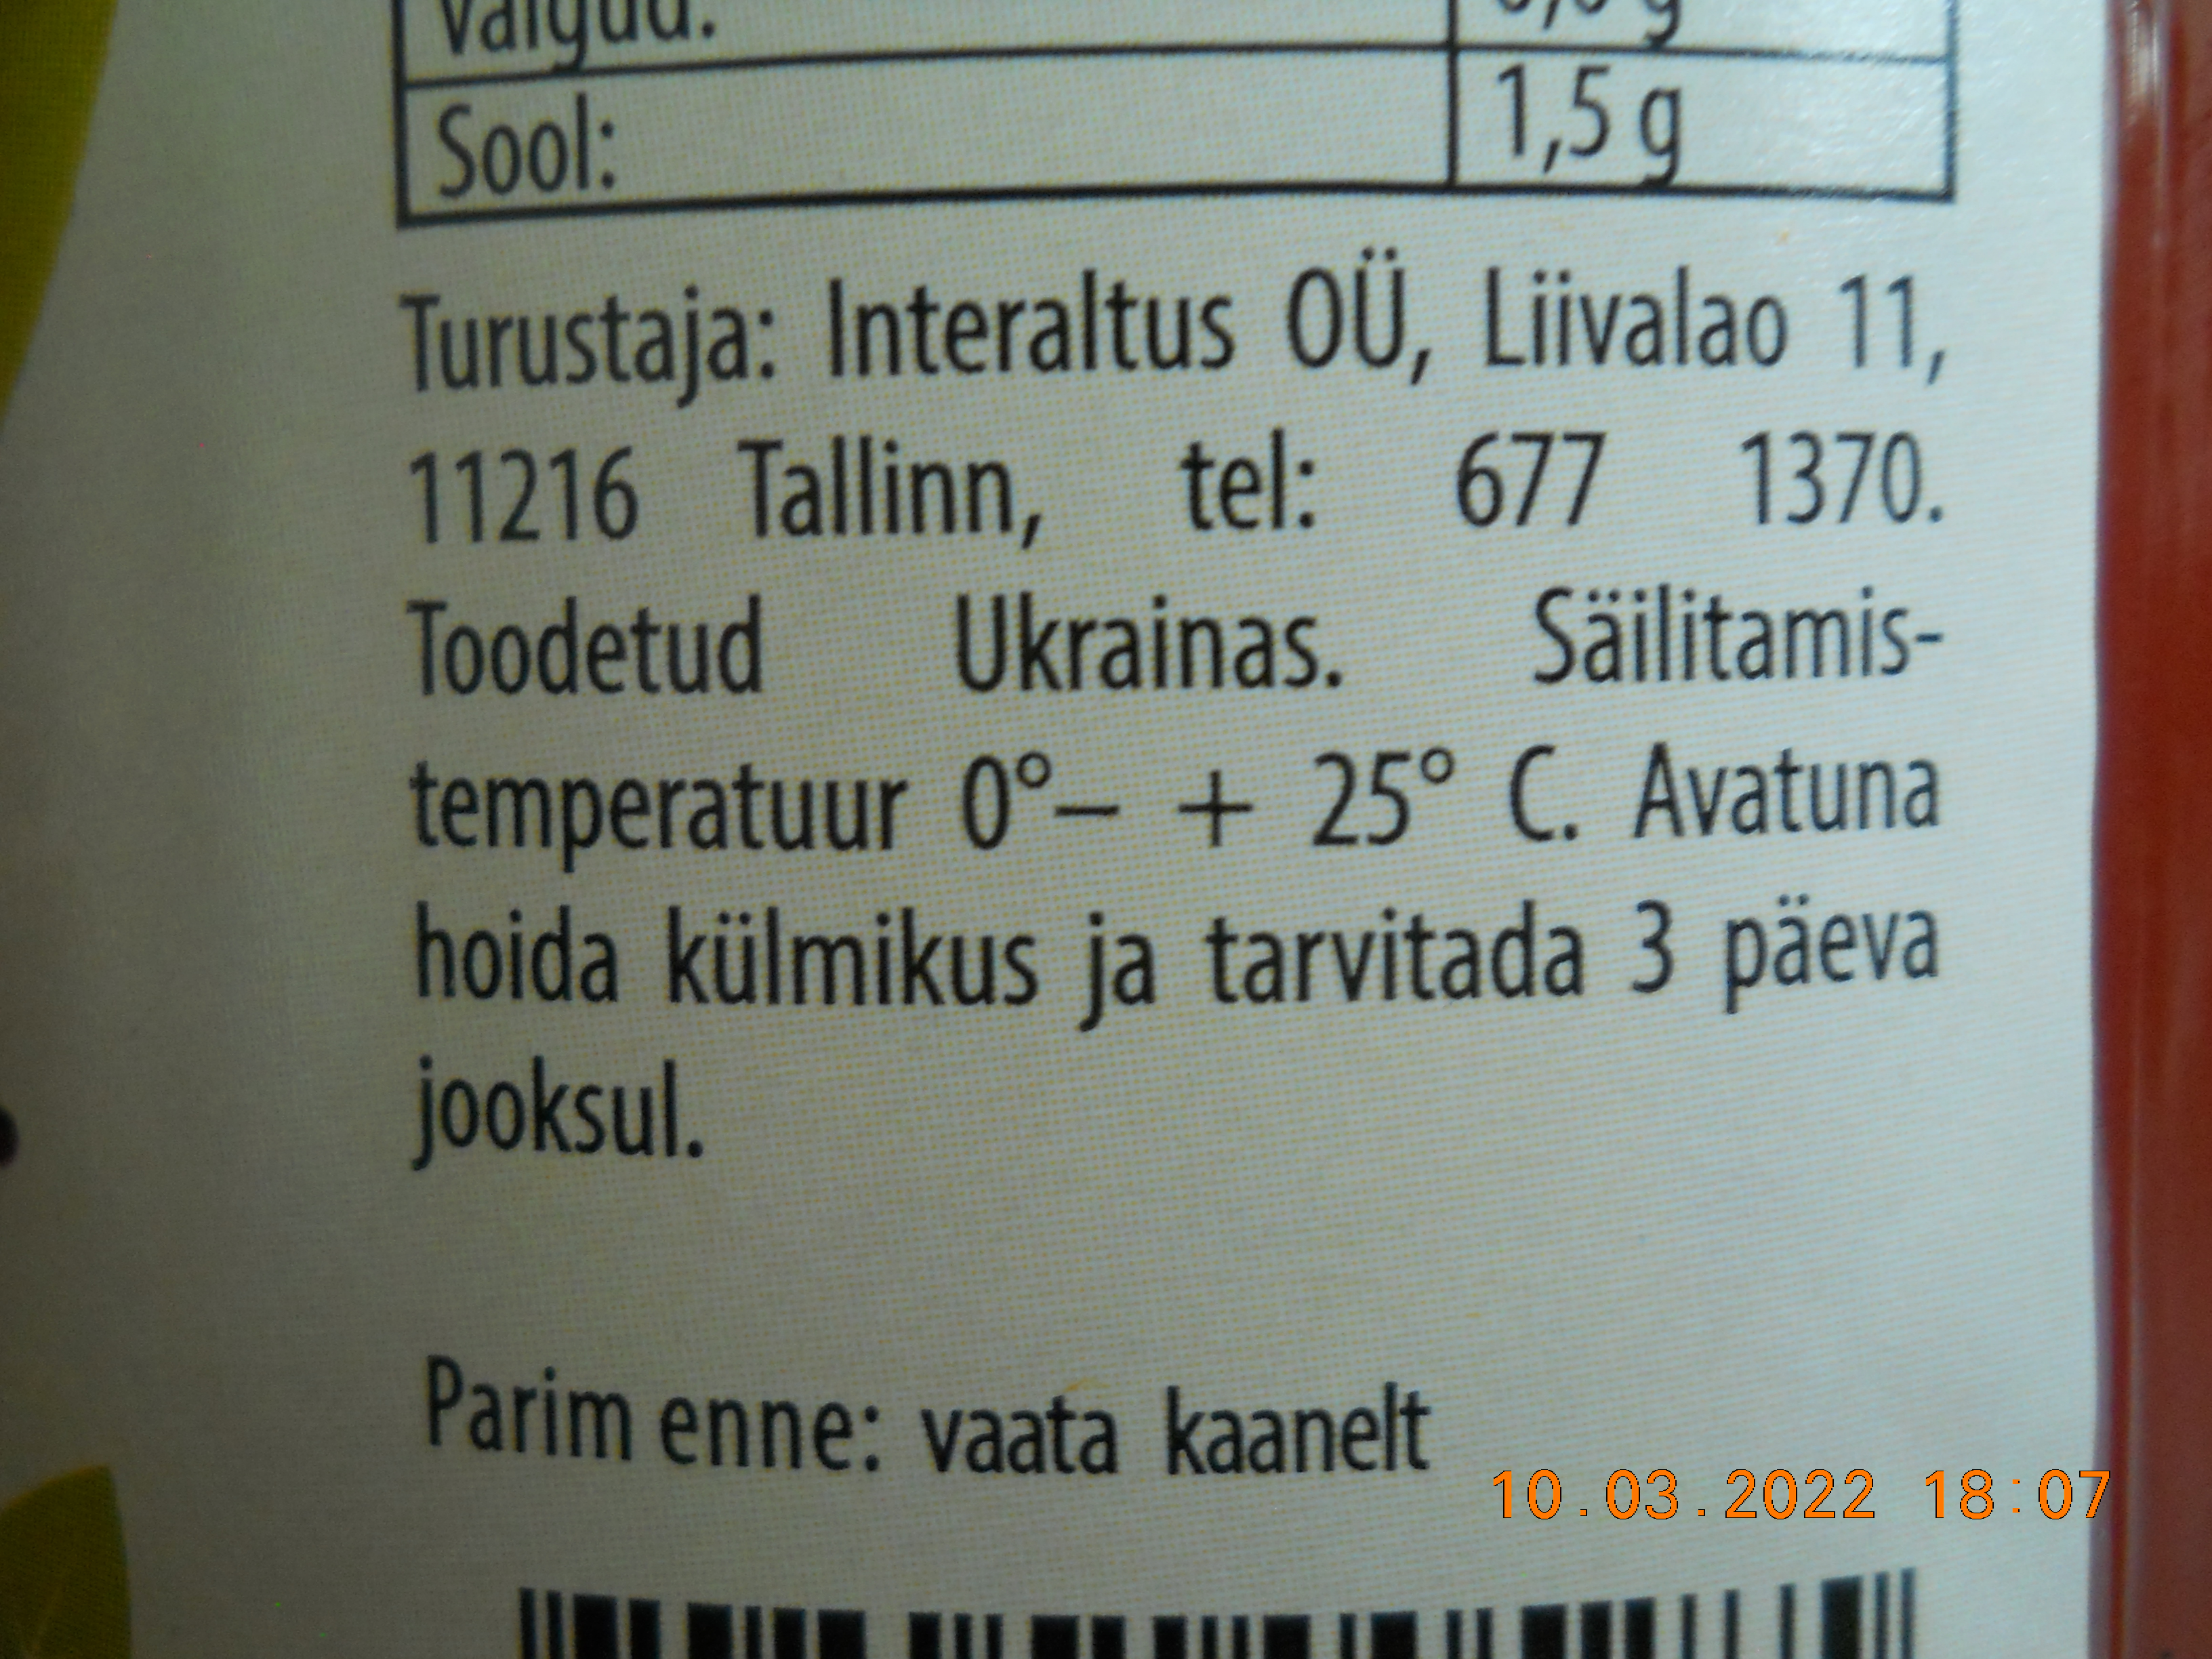 Valgud:
Sool: 1,5 g
Turustaja: Interaltus OÜ, Liivalao 11,
11216 Tallinn, tel: 677 1370.
Toodetud Ukrainas. Säilitamis-
temperatuur 0°– + 25° C. Avatuna
hoida külmikus ja tarvitada 3 päeva
jooksul.
Parim enne: vaata kaanelt
10.03.2022 18:07